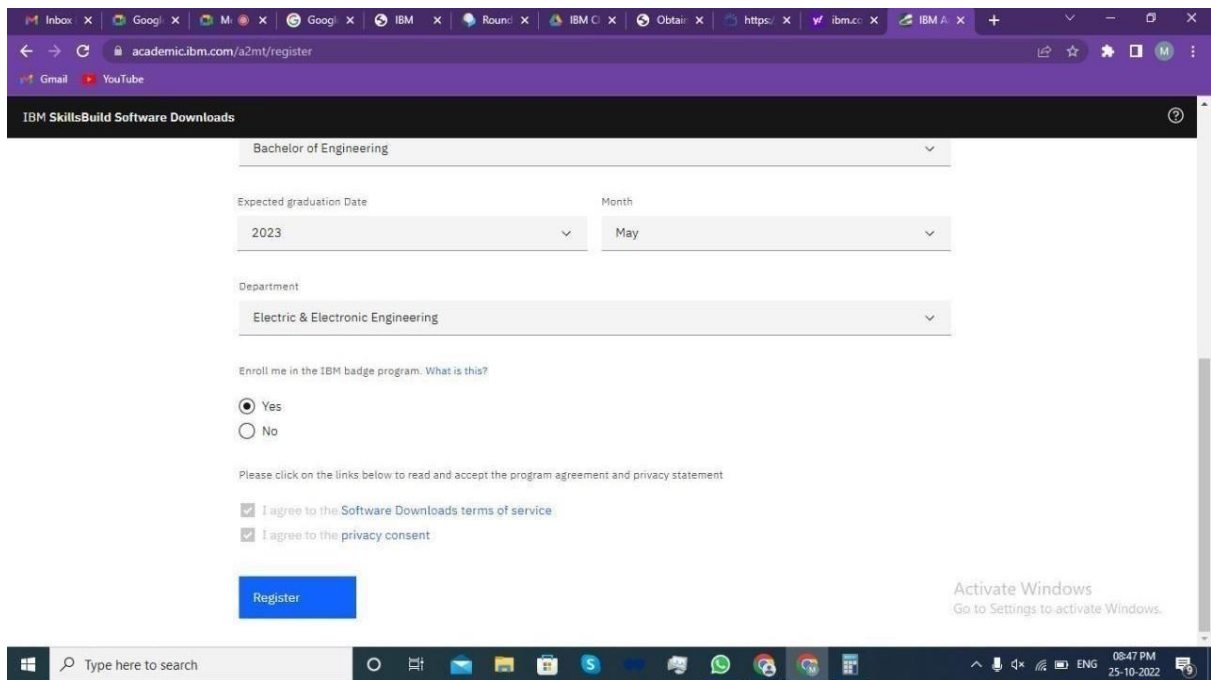 Inbox
Googl
M
Googl
IBM
Round
IBM Cl
Obtain
https:/
ibm.cc
IBM A
academic.ibm.com/a2mt/register
M
Gmail
YouTube
IBM SkillsBuild Software Downloads
Bachelor of Engineering
Expected graduation Date
Month
2023
May
Department
Electric & Electronic Engineering
Enroll me in the IBM badge program. What is this?
Yes
No
Please click on the links below to read and accept the program agreement and privacy statement
I agree to the Software Downloads terms of service
I agree to the privacy consent
Register
Activate Windows
Go to Settings to activate Windows.
Type here to search
ENG
08:47 PM
25-10-2022